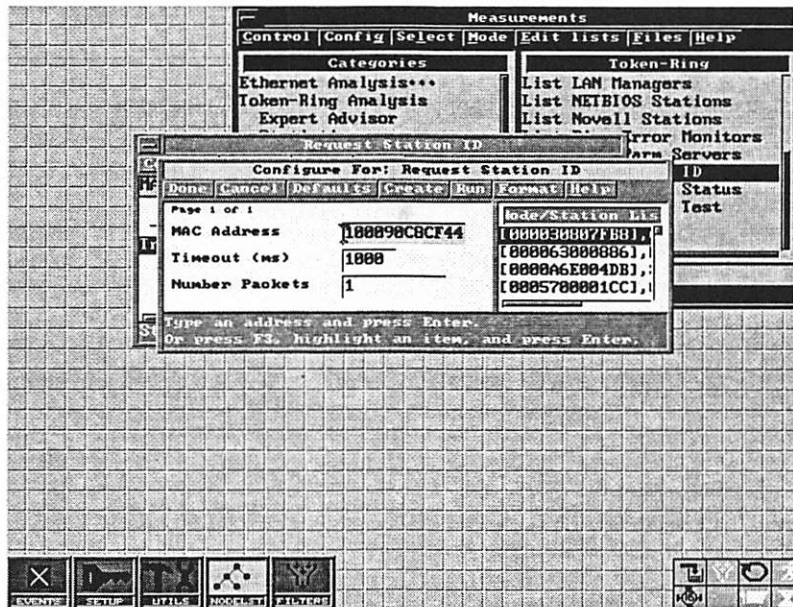 Measurements
Control Config Select Mode Edit lists Files Help
Categories
Token-Ring
Ethernet Analysis...
Token-Ring Analysis
Expert Advisor
List LAN Managers
List NETBIOS Stations
List Novell Stations
Error Monitors
Servers
ID
Status
Test
Request Station ID
Configure For: Request Station ID
Done Cancel Defaults Create Run Format Help
Page 1 of 1
MAC Address 100090C8CF44
Timeout (ms) 1000
Number Packets 1
Node/Station Lis
[000030807FB8],
[000063000886],
[0000A6E004DB],
[0005700001CC],
Type an address and press Enter.
Or press F3, highlight an item, and press Enter.
EVENTS SETUP UTILS NODELST FILTERS